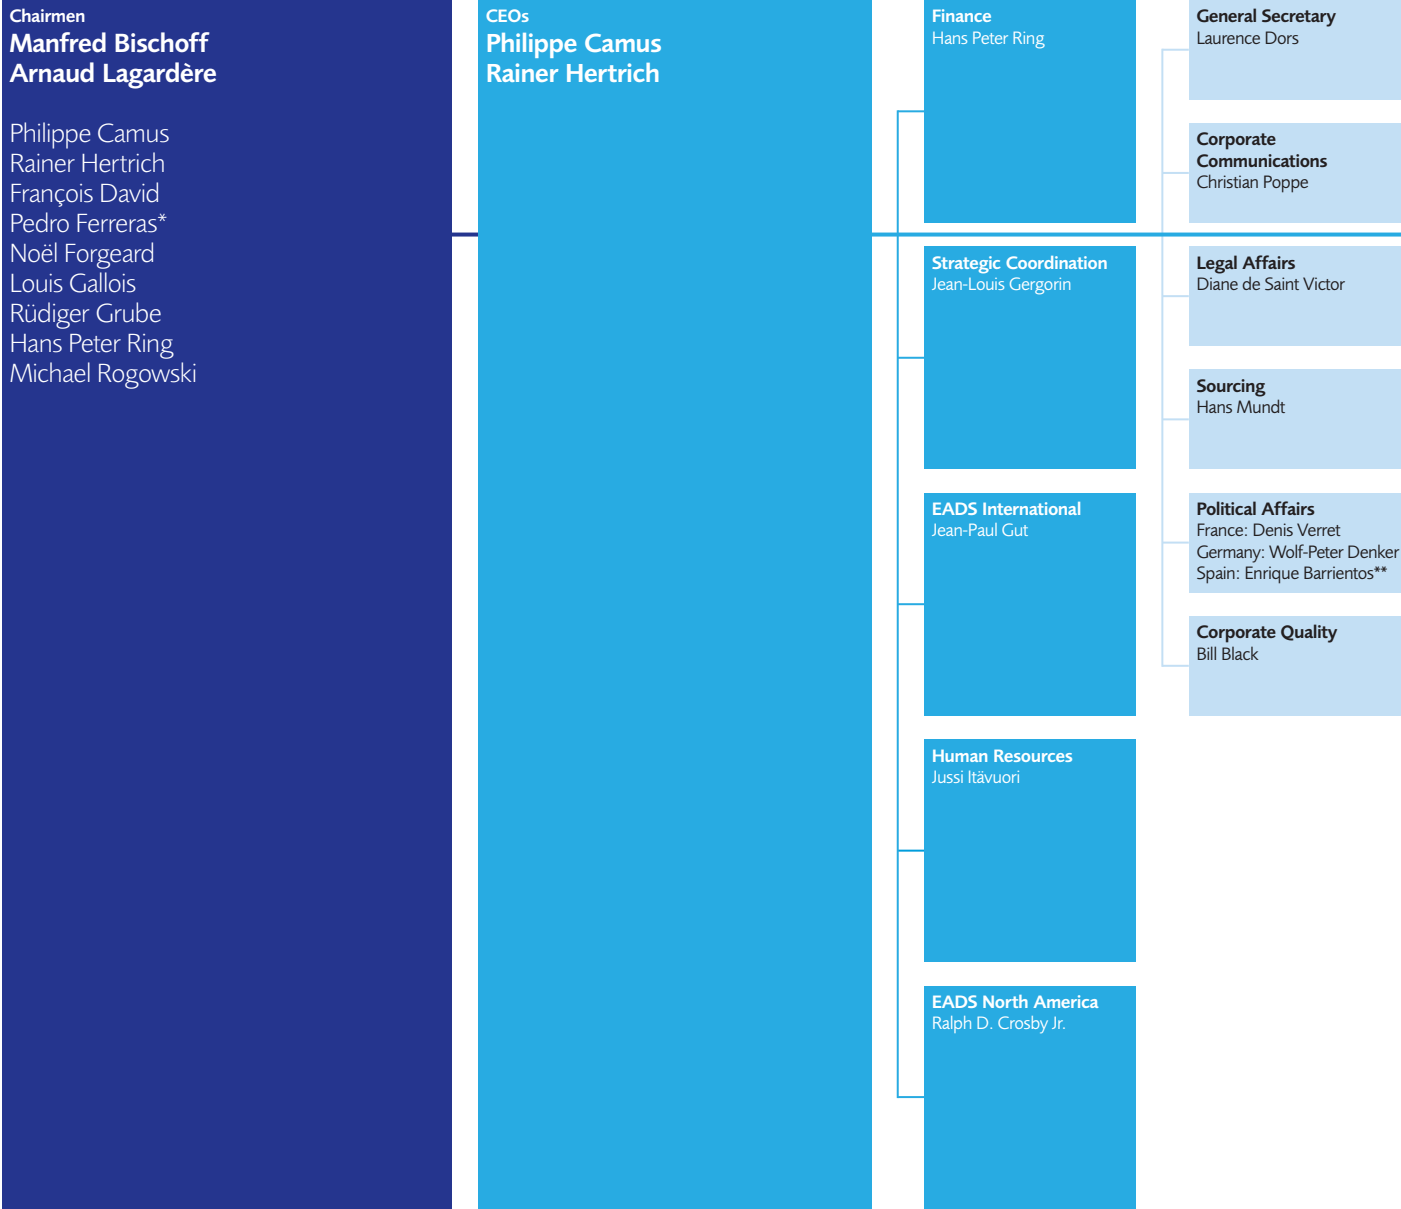 Chairmen
Manfred Bischoff
Arnaud Lagardère
Philippe Camus
Rainer Hertrich
François David
Pedro Ferreras*
Noël Forgeard
Louis Gallois
Rüdiger Grube
Hans Peter Ring
Michael Rogowski
CEOs
Philippe Camus
Rainer Hertrich
Finance
Hans Peter Ring
Strategic Coordination
Jean-Louis Gergorin
EADS International
Jean-Paul Gut
Human Resources
Jussi Itävuori
EADS North America
Ralph D. Crosby Jr.
General Secretary
Laurence Dors
Corporate
Communications
Christian Poppe
Legal Affairs
Diane de Saint Victor
Sourcing
Hans Mundt
Political Affairs
France: Denis Verret
Germany: Wolf-Peter Denker
Spain: Enrique Barrientos**
Corporate Quality
Bill Black